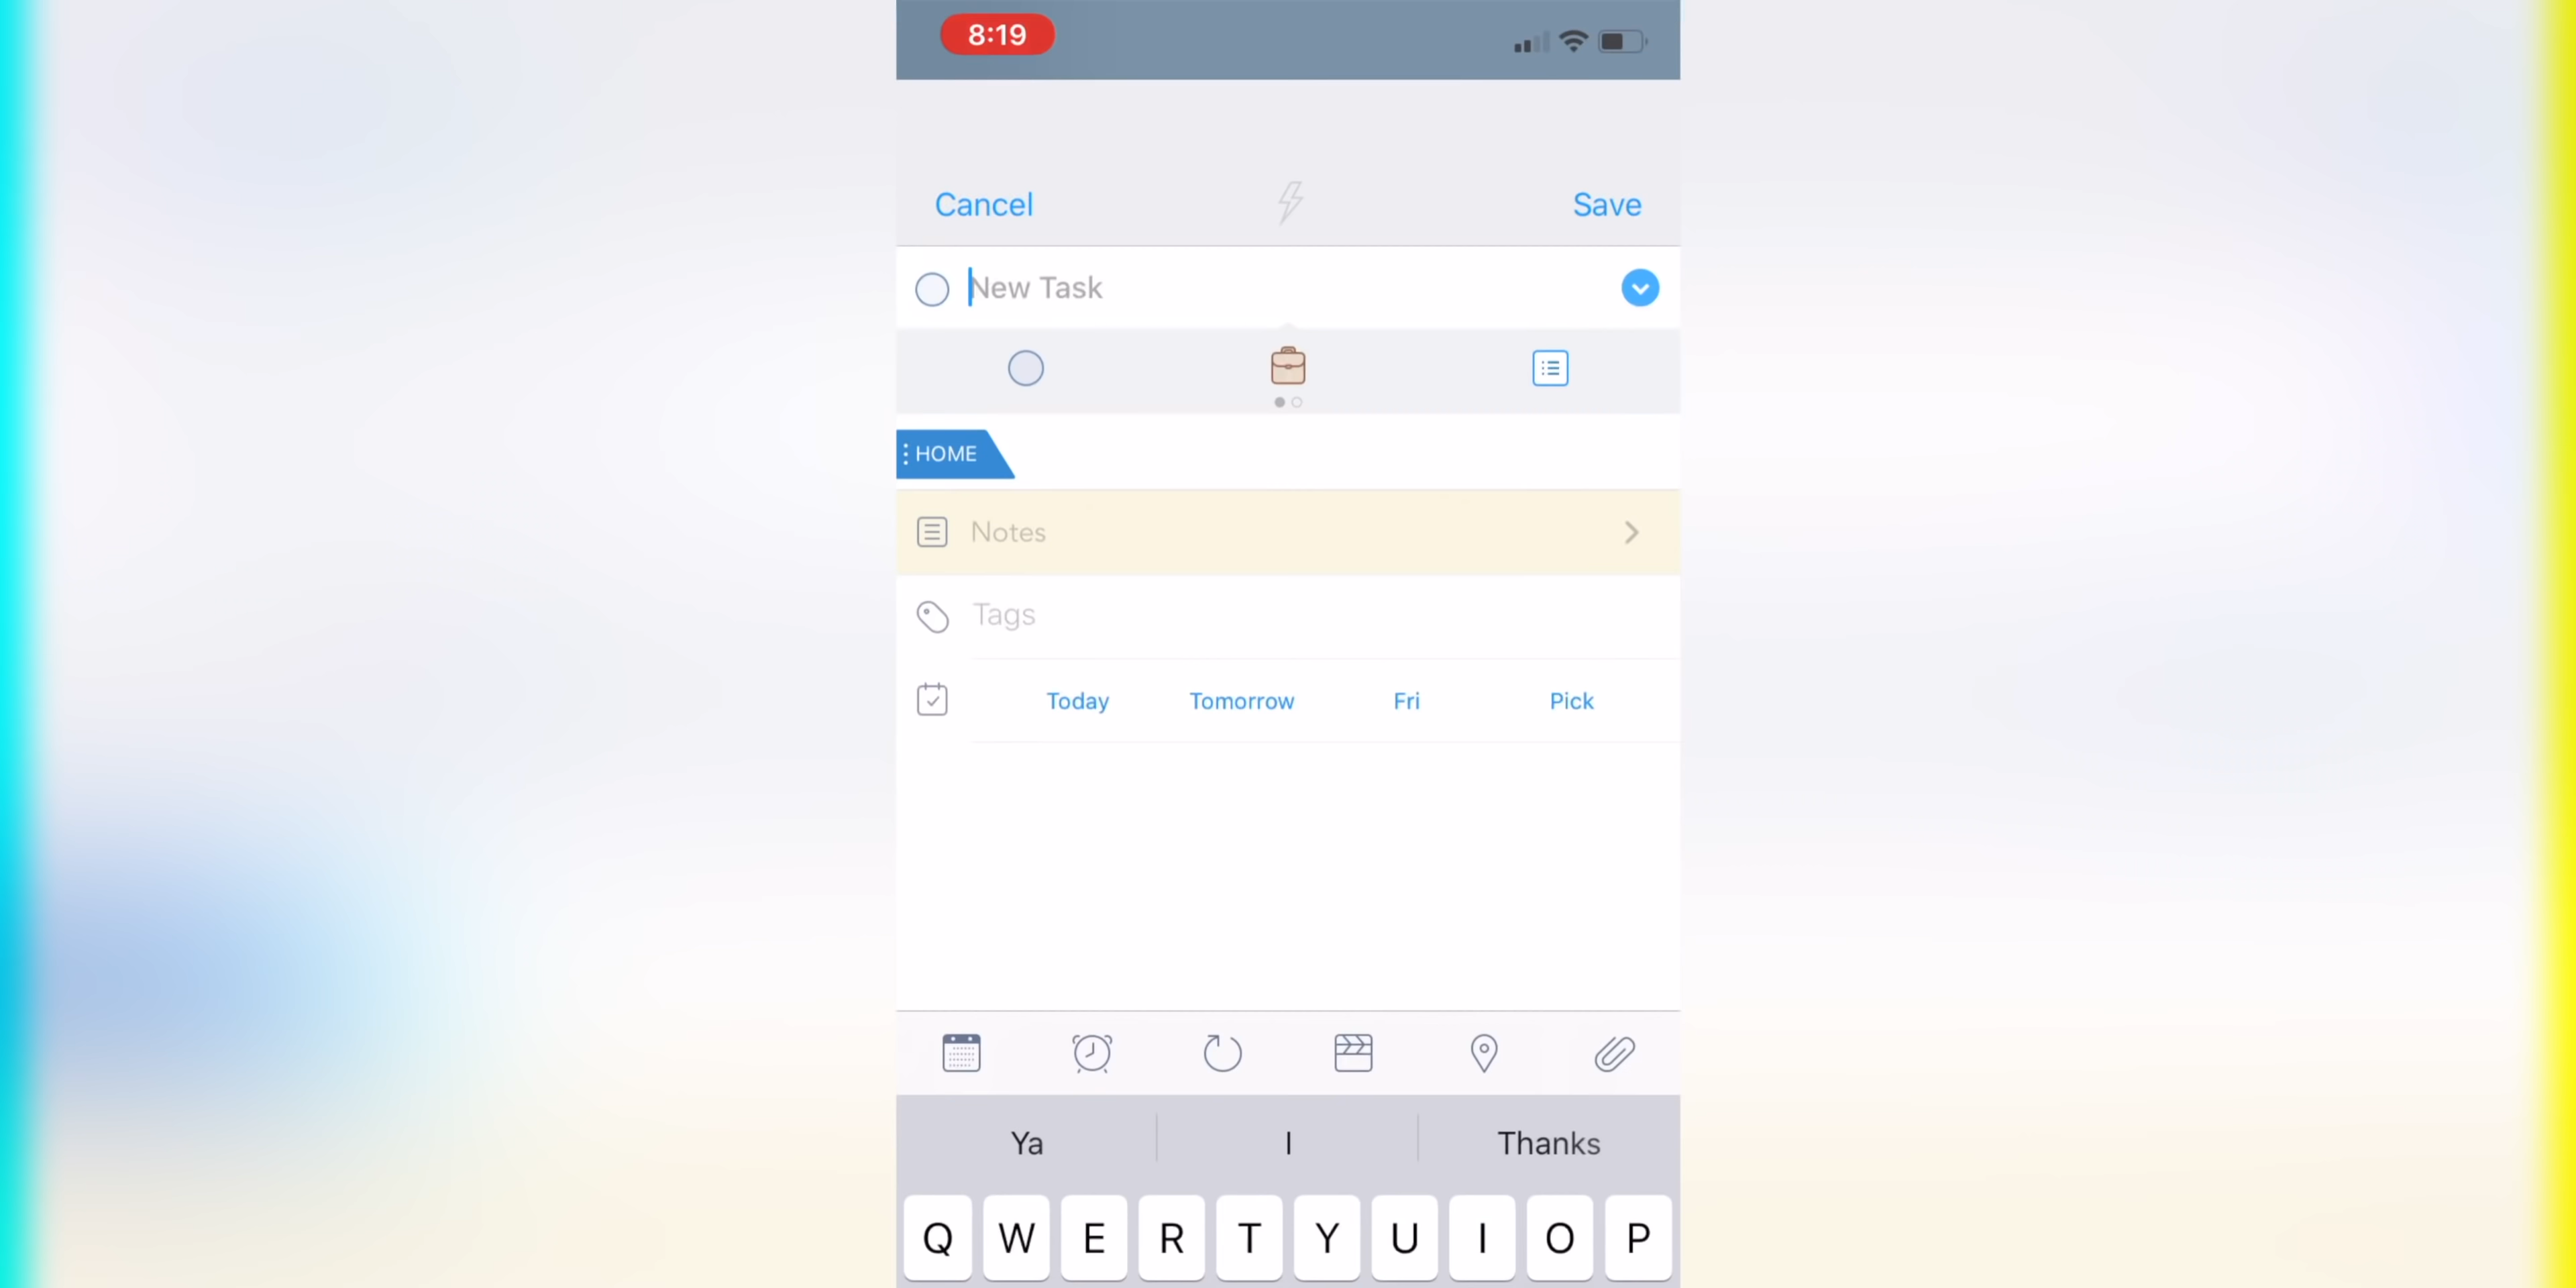 8:19
Cancel Save
New Task
HOME
Notes
Tags
Today Tomorrow Fri Pick
Ya I Thanks
Q W E R T Y U I O P